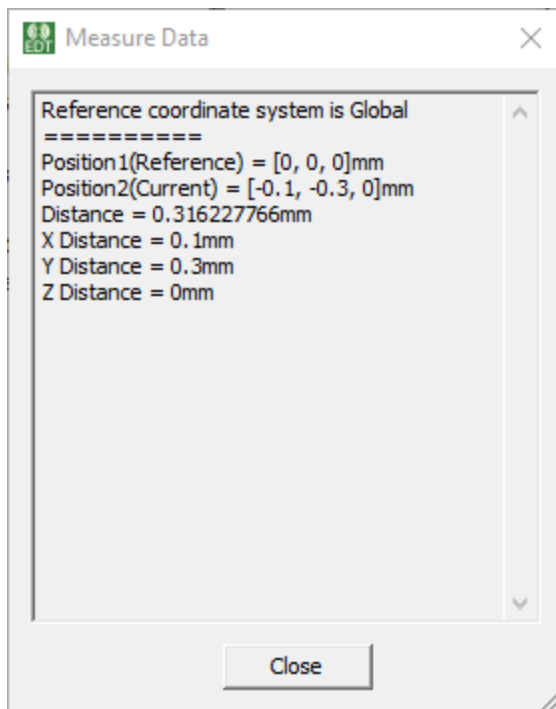 EDT
Measure Data
Reference coordinate system is Global
==========
Position1(Reference) = [0, 0, 0]mm
Position2(Current) = [-0.1, -0.3, 0]mm
Distance = 0.316227766mm
X Distance = 0.1mm
Y Distance = 0.3mm
Z Distance = 0mm
Close